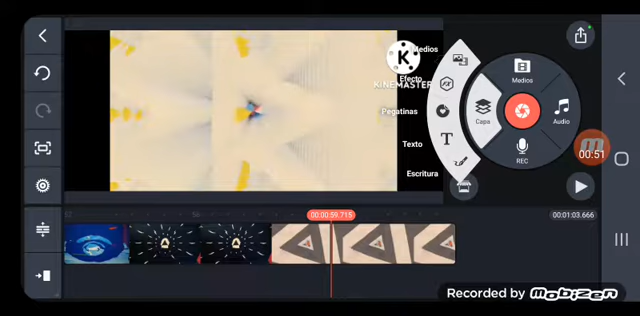 Medios
K
KINEMASTER
Efecto
Pegatinas
Texto
Escritura
Medios
Capa
Audio
REC
T
00:51
56
00:00:59.715
00:01:03.666
Recorded by mobizen